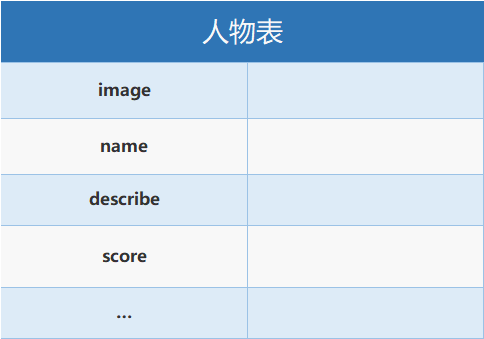 人物表
image
name
describe
score
...